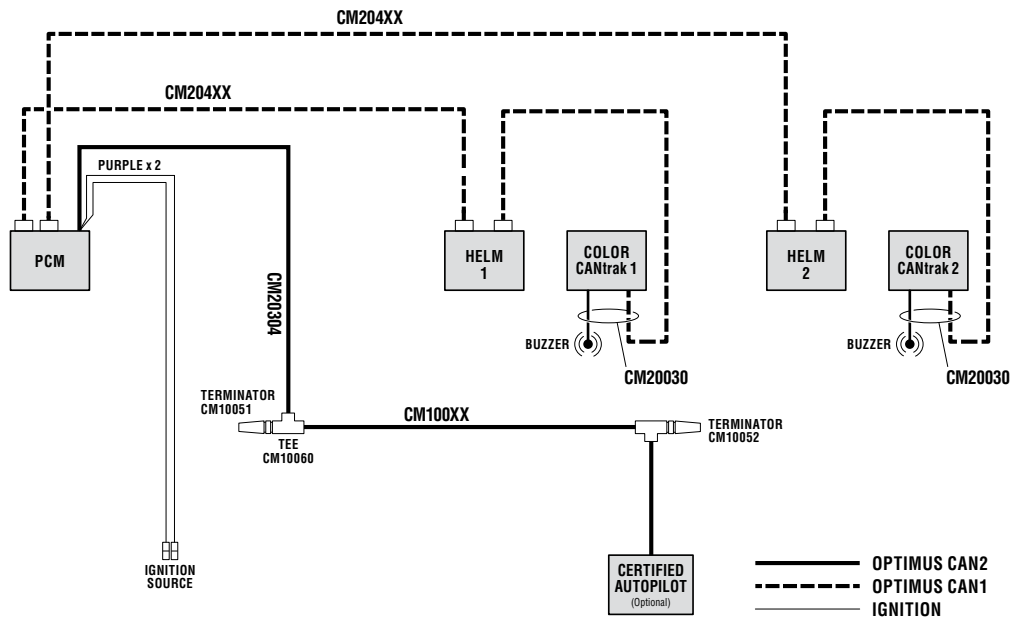 CM204XX
CM204XX
PURPLE x 2
PCM
HELM
1
COLOR
CANtrak 1
HELM
2
COLOR
CANtrak 2
CM20304
BUZZER
CM20030
BUZZER
CM20030
TERMINATOR
CM10051
TEE
CM10060
CM100XX
TERMINATOR
CM10052
IGNITION
SOURCE
CERTIFIED
AUTOPILOT
(Optional)
OPTIMUS CAN2
OPTIMUS CAN1
IGNITION